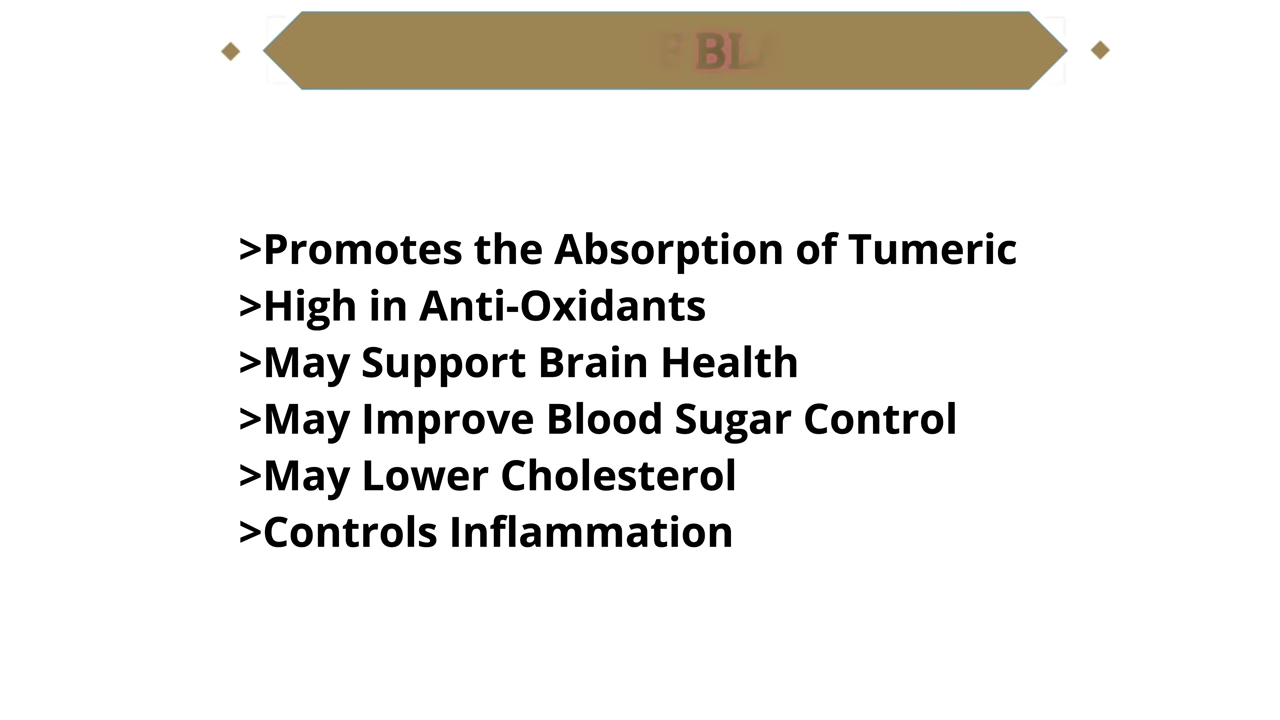 >Promotes the Absorption of Tumeric
>High in Anti-Oxidants
>May Support Brain Health
>May Improve Blood Sugar Control
>May Lower Cholesterol
>Controls Inflammation